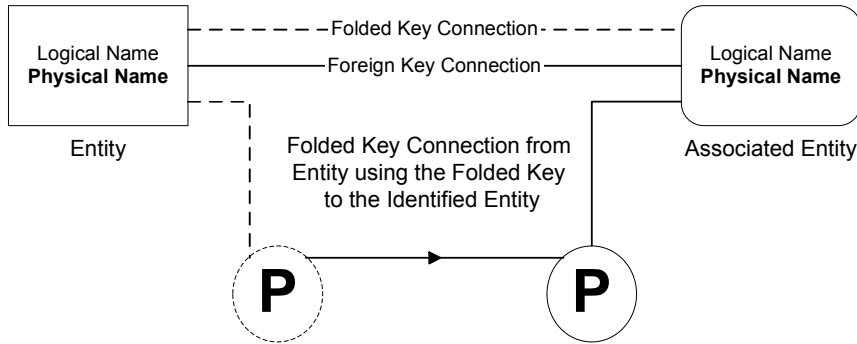 Folded Key Connection
Logical Name
Physical Name
Foreign Key Connection
Logical Name
Physical Name
Entity
Associated Entity
Folded Key Connection from
Entity using the Folded Key
to the Identified Entity
P
P